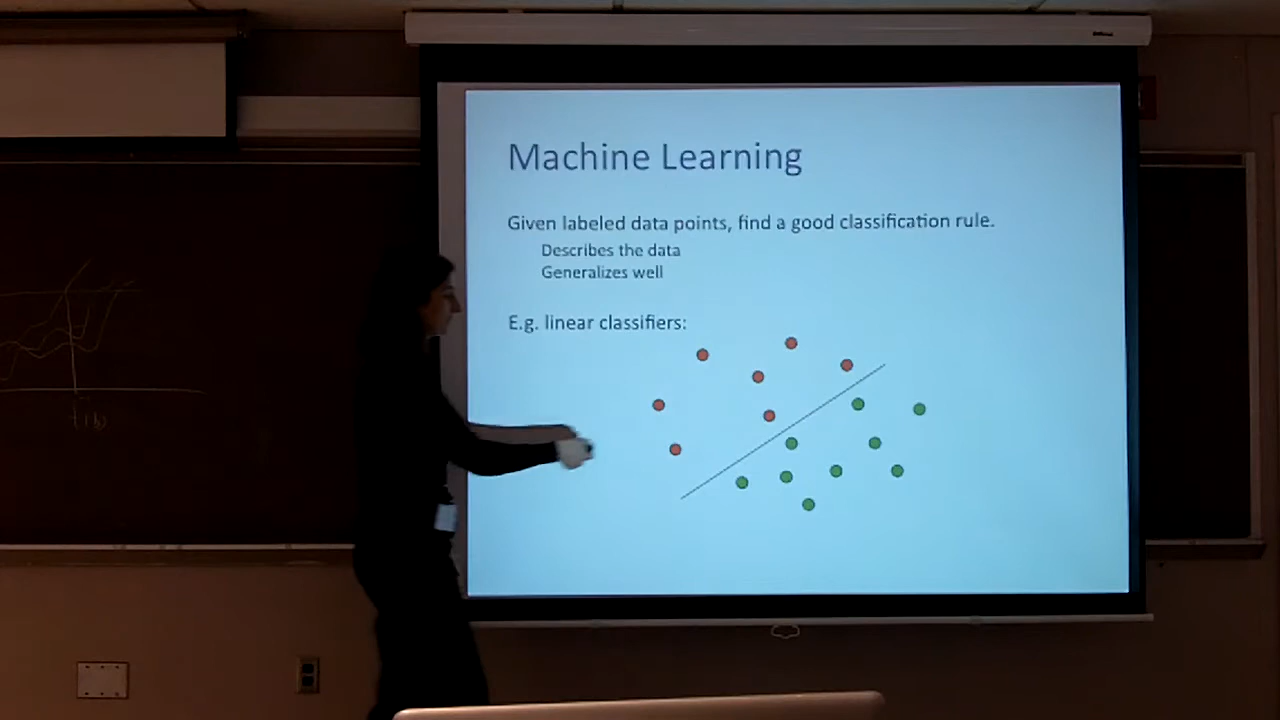 Machine Learning
Given labeled data points, find a good classification rule.
Describes the data
Generalizes well
E.g. linear classifiers: